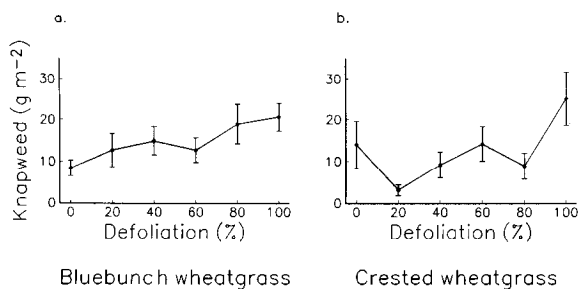 a.
Knapweed (g m-2)
30
20
10
0
0 20 40 60 80 100
Defoliation (%)
Bluebunch wheatgrass
b.
30
20
10
0
0 20 40 60 80 100
Defoliation (%)
Crested wheatgrass